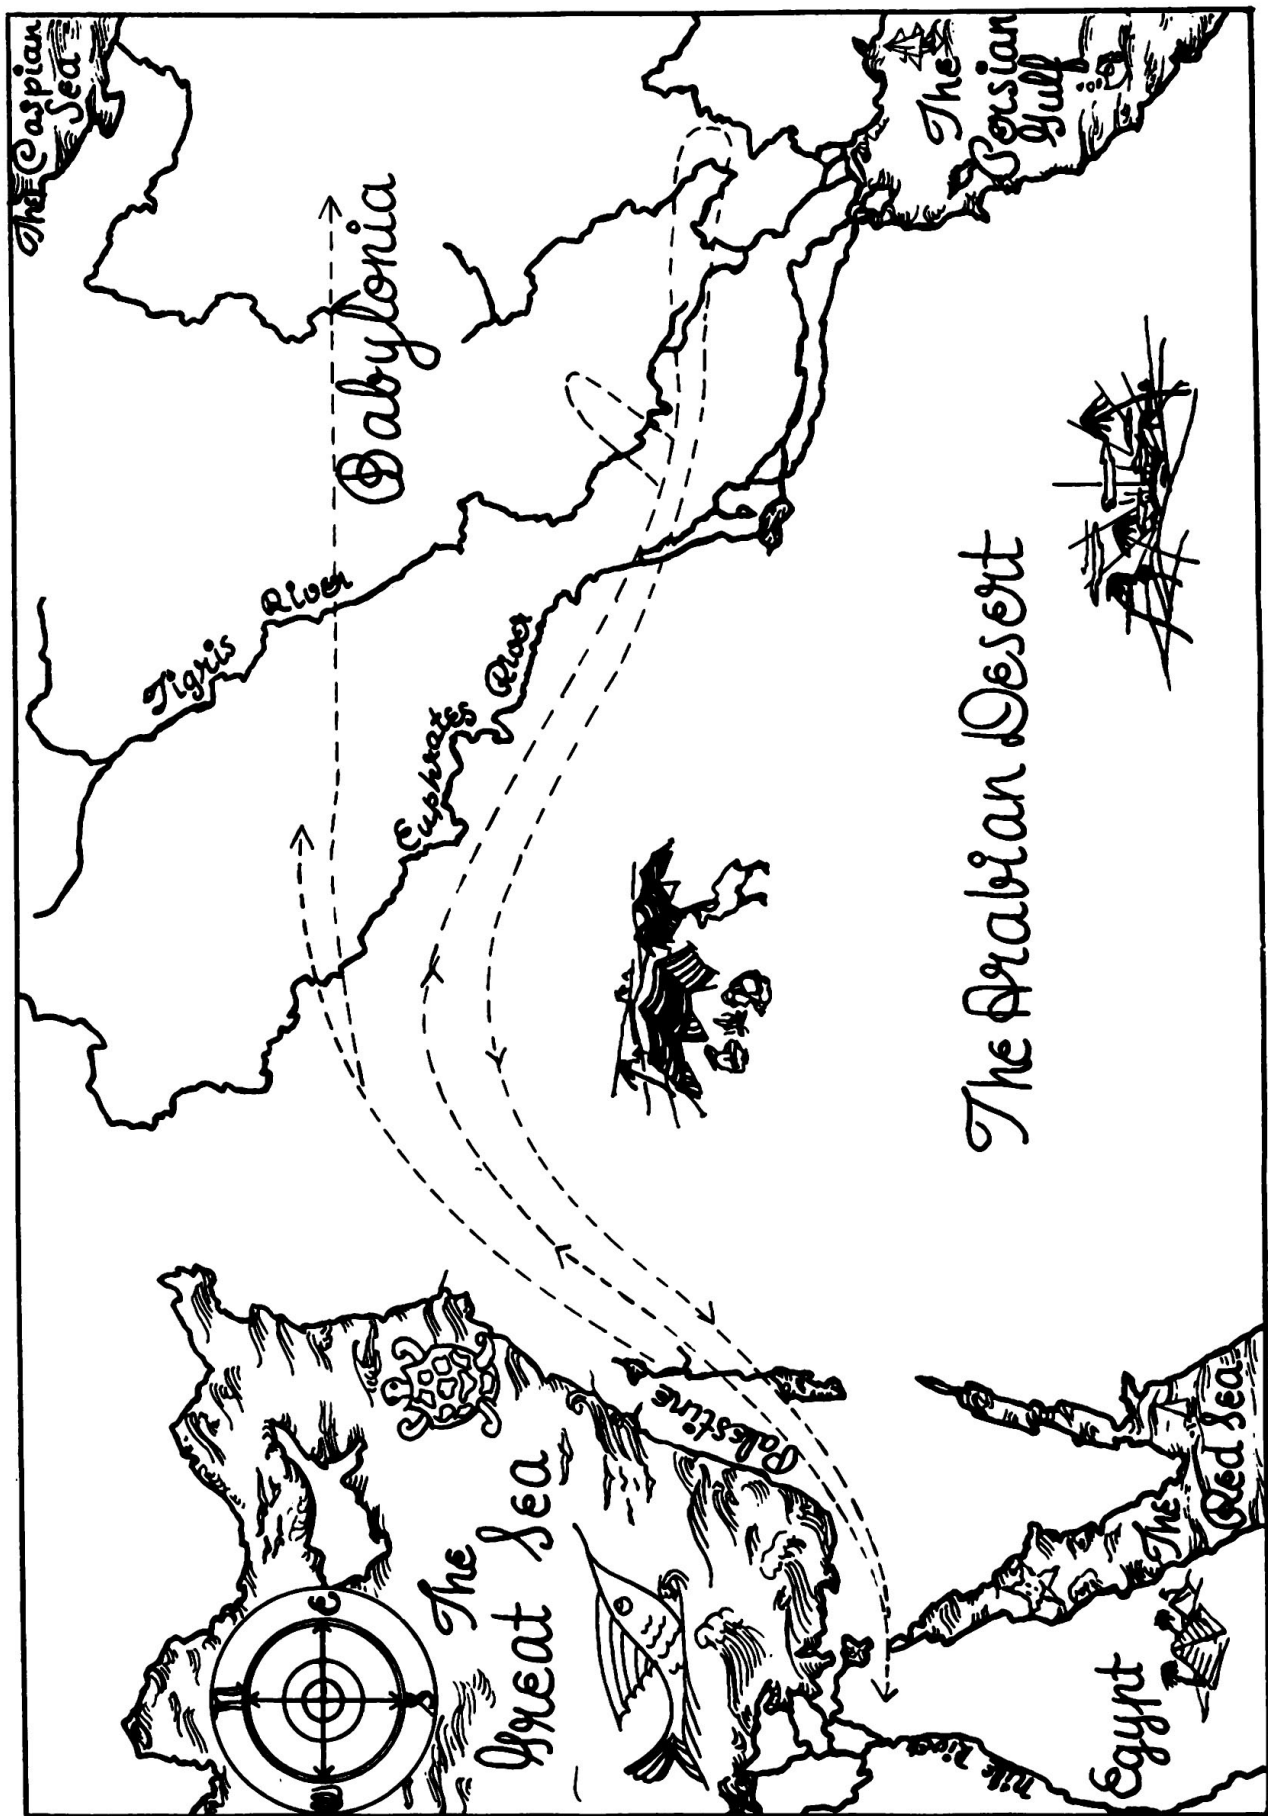 The Caspian
Sea
Tigris
River
n
W
E
S
Babylonia
Euphrates
River
The
Great Sea
Palestine
The
Persian
Gulf
The Arabian Desert
Nile River
Egypt
The
Red Sea